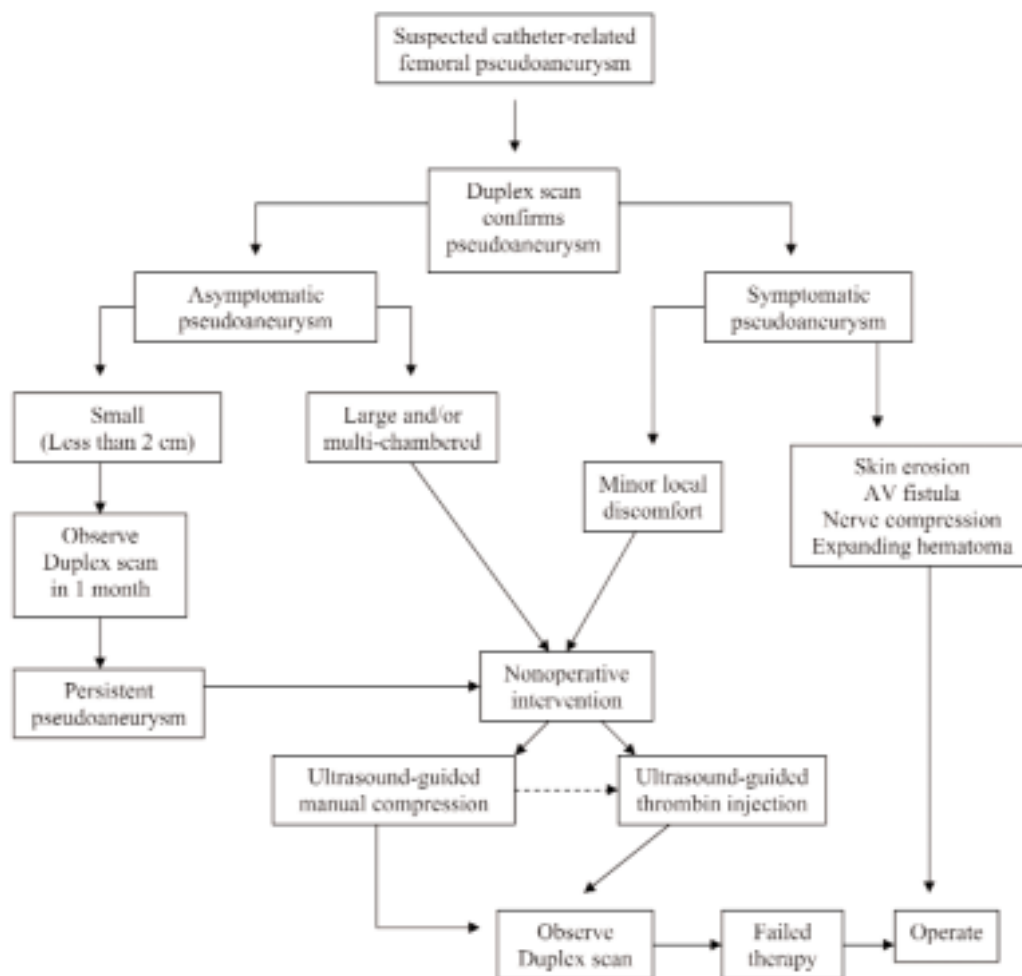 Suspected catheter-related
femoral pseudoaneurysm
Duplex scan
confirms
pseudoaneurysm
Asymptomatic
pseudoaneurysm
Symptomatic
pseudoaneurysm
Small
(Less than 2 cm)
Large and/or
multi-chambered
Minor local
discomfort
Skin erosion
AV fistula
Nerve compression
Expanding hematoma
Observe
Duplex scan
in 1 month
Persistent
pseudoaneurysm
Nonoperative
intervention
Ultrasound-guided
manual compression
Ultrasound-guided
thrombin injection
Observe
Duplex scan
Failed
therapy
Operate